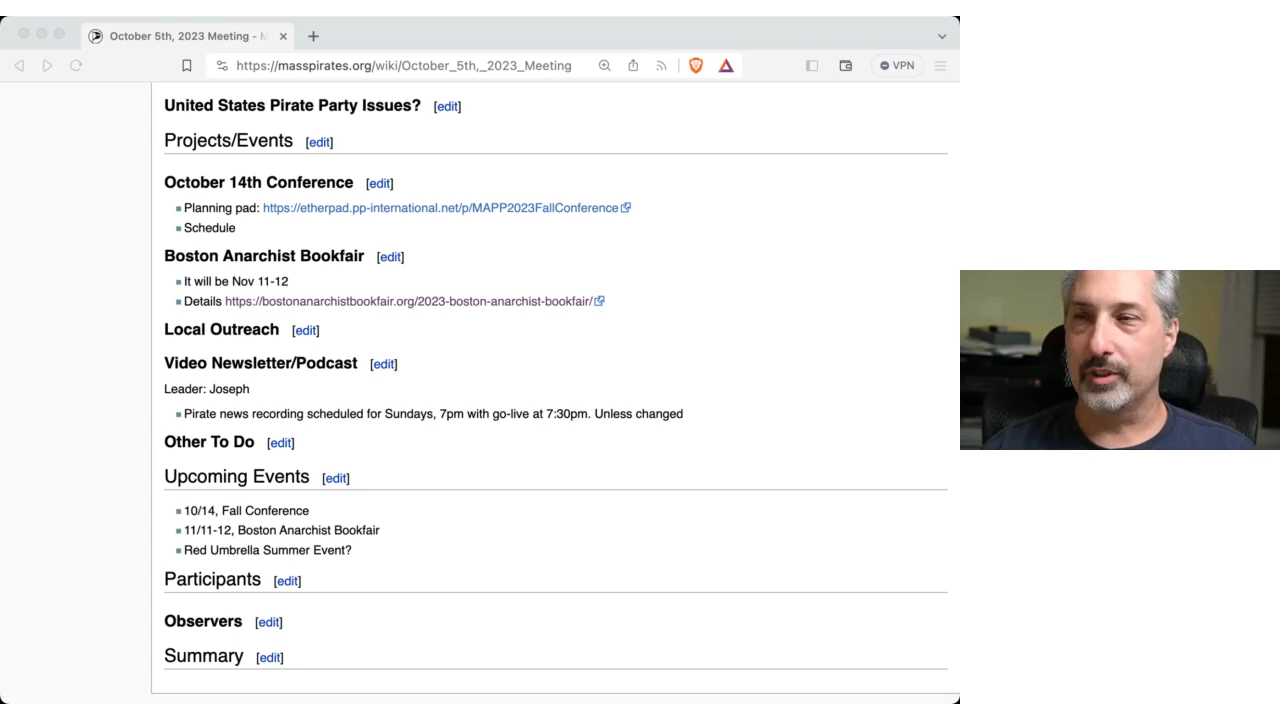 October 5th, 2023 Meeting - M
https://masspirates.org/wiki/October_5th,_2023_Meeting
VPN
United States Pirate Party Issues? [edit]
Projects/Events [edit]
October 14th Conference [edit]
Planning pad: https://etherpad.pp-international.net/p/MAPP2023FallConference
Schedule
Boston Anarchist Bookfair [edit]
It will be Nov 11-12
Details https://bostonanarchistbookfair.org/2023-boston-anarchist-bookfair/
Local Outreach [edit]
Video Newsletter/Podcast [edit]
Leader: Joseph
Pirate news recording scheduled for Sundays, 7pm with go-live at 7:30pm. Unless changed
Other To Do [edit]
Upcoming Events [edit]
10/14, Fall Conference
11/11-12, Boston Anarchist Bookfair
Red Umbrella Summer Event?
Participants [edit]
Observers [edit]
Summary [edit]